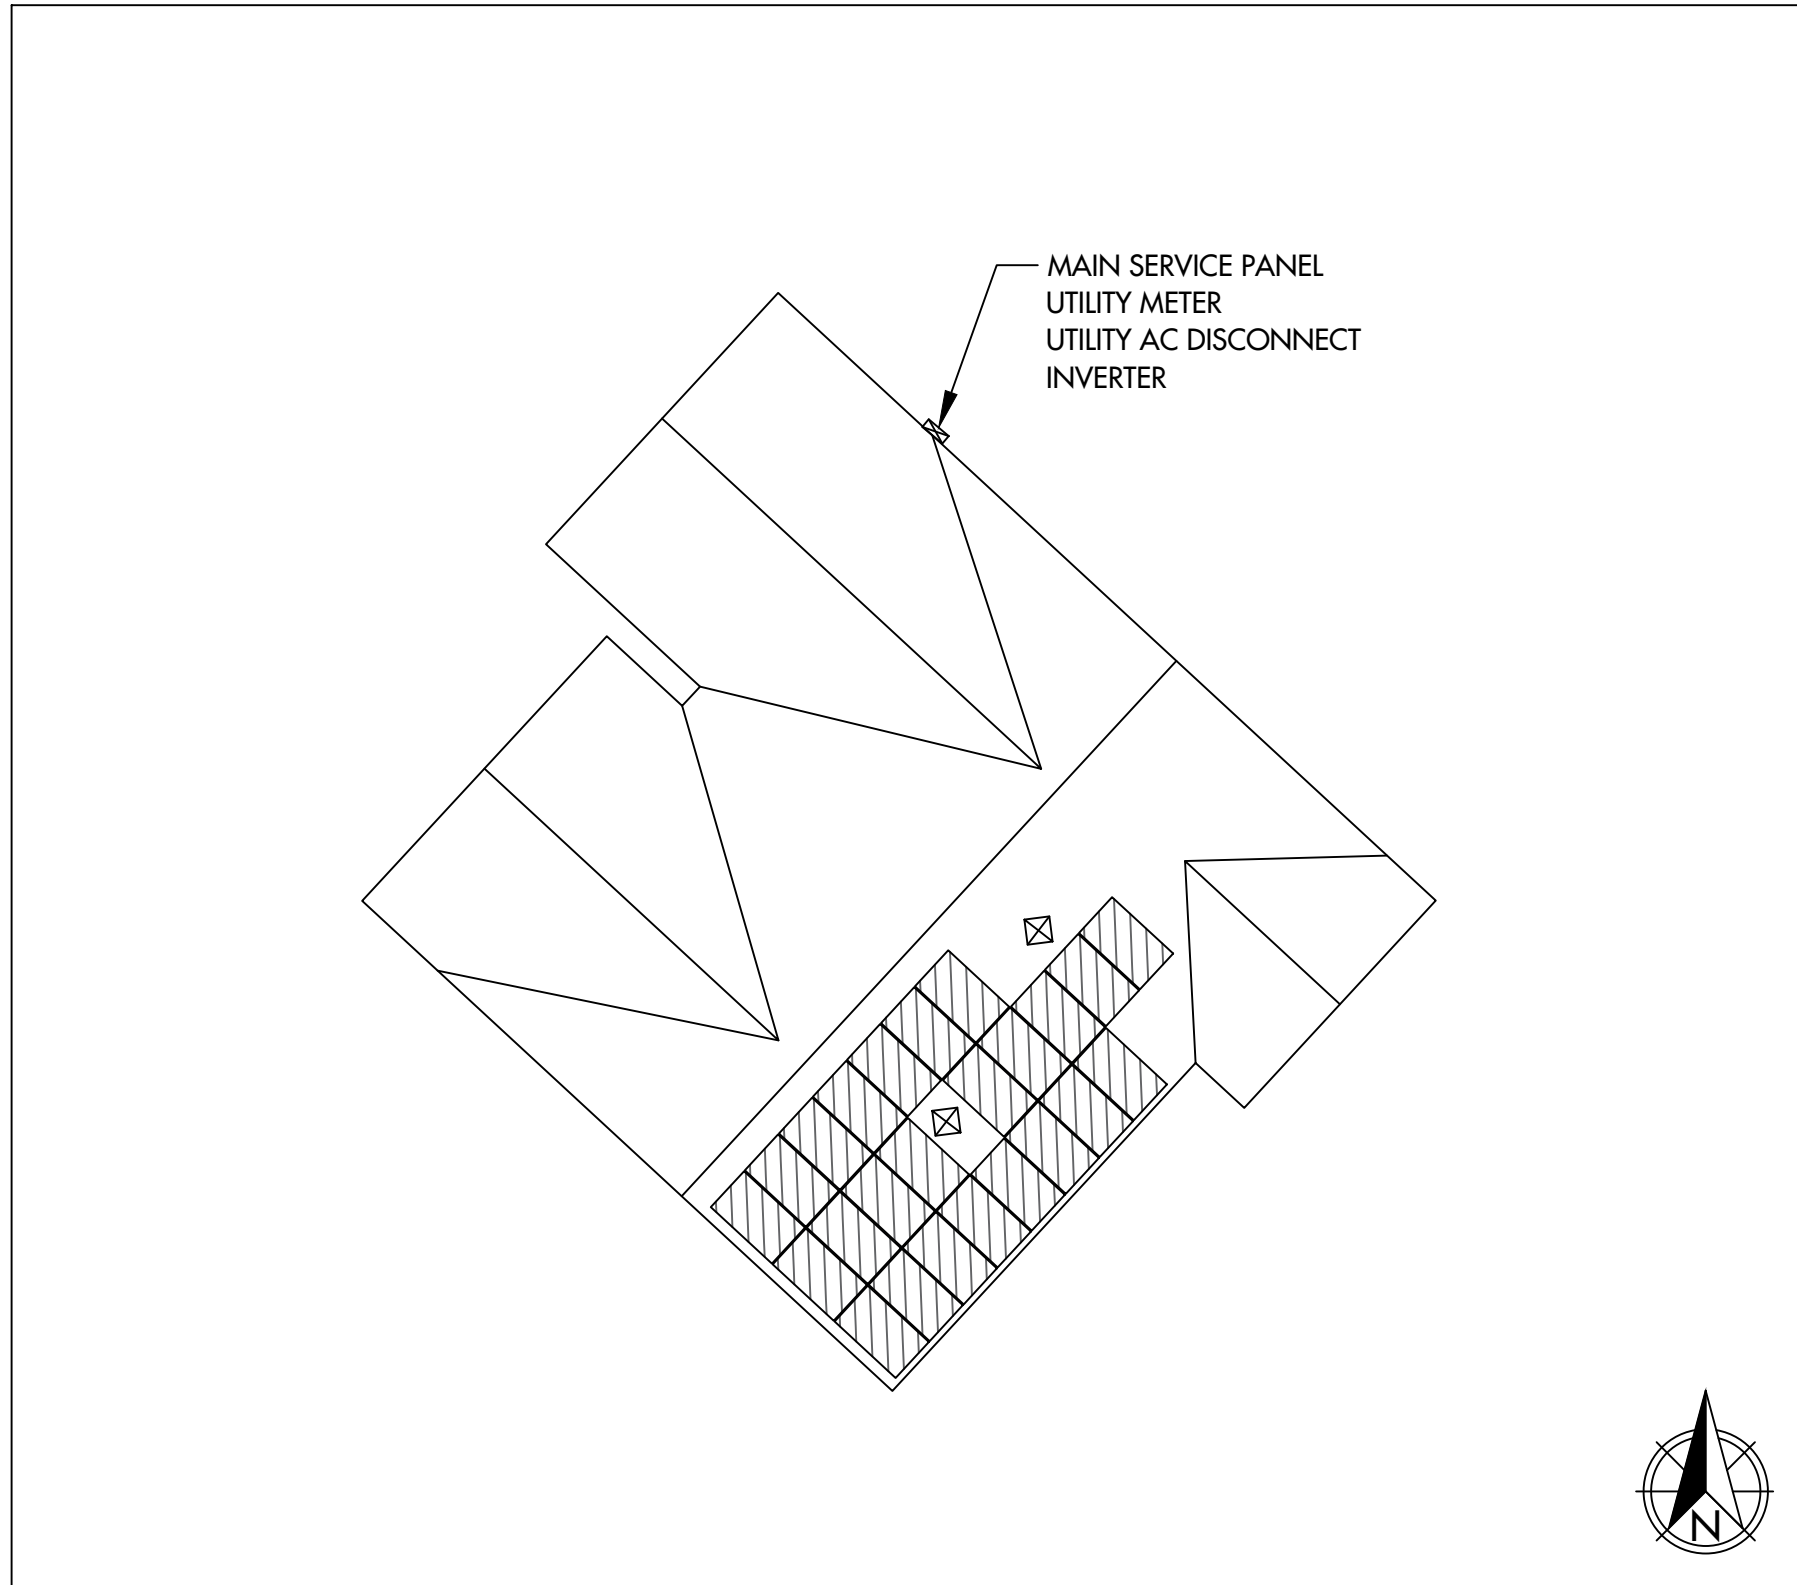 MAIN SERVICE PANEL
UTILITY METER
UTILITY AC DISCONNECT
INVERTER
N